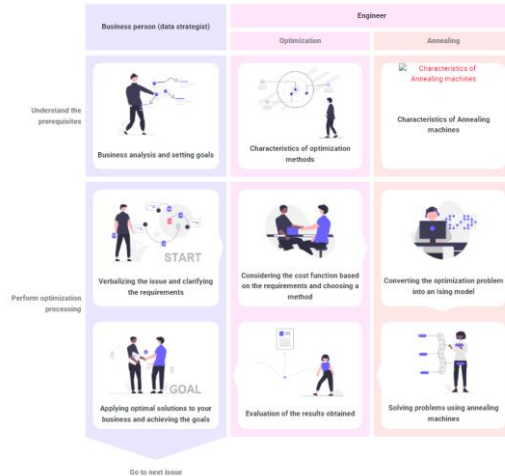 Business person (data strategist)
Engineer
Optimization
Annealing
Understand the
prerequisites
Business analysis and setting goals
Characteristics of optimization
methods
Characteristics of
Annealing machines
Characteristics of Annealing
machines
Perform optimization
processing
START
Verbalizing the issue and clarifying
the requirements
Considering the cost function based
on the requirements and choosing a
method
Converting the optimization problem
into an Ising model
GOAL
Applying optimal solutions to your
business and achieving the goals
Evaluation of the results obtained
Solving problems using annealing
machines
Go to next issue